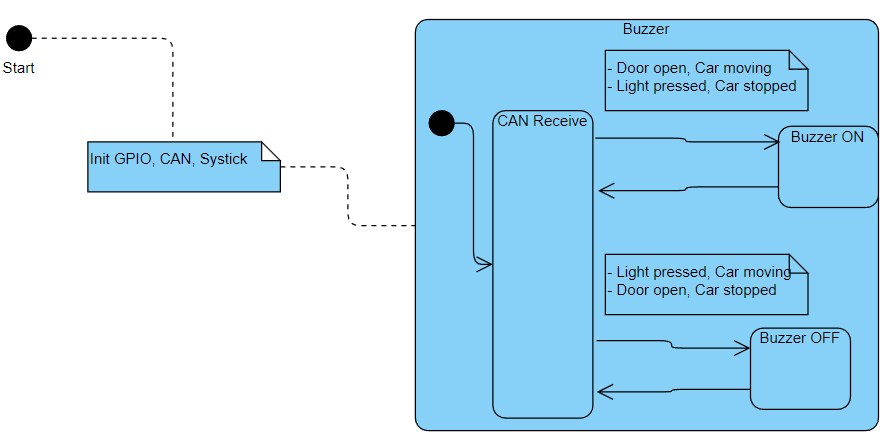 Start
Init GPIO, CAN, Systick
Buzzer
- Door open, Car moving
- Light pressed, Car stopped
CAN Receive
Buzzer ON
- Light pressed, Car moving
- Door open, Car stopped
Buzzer OFF